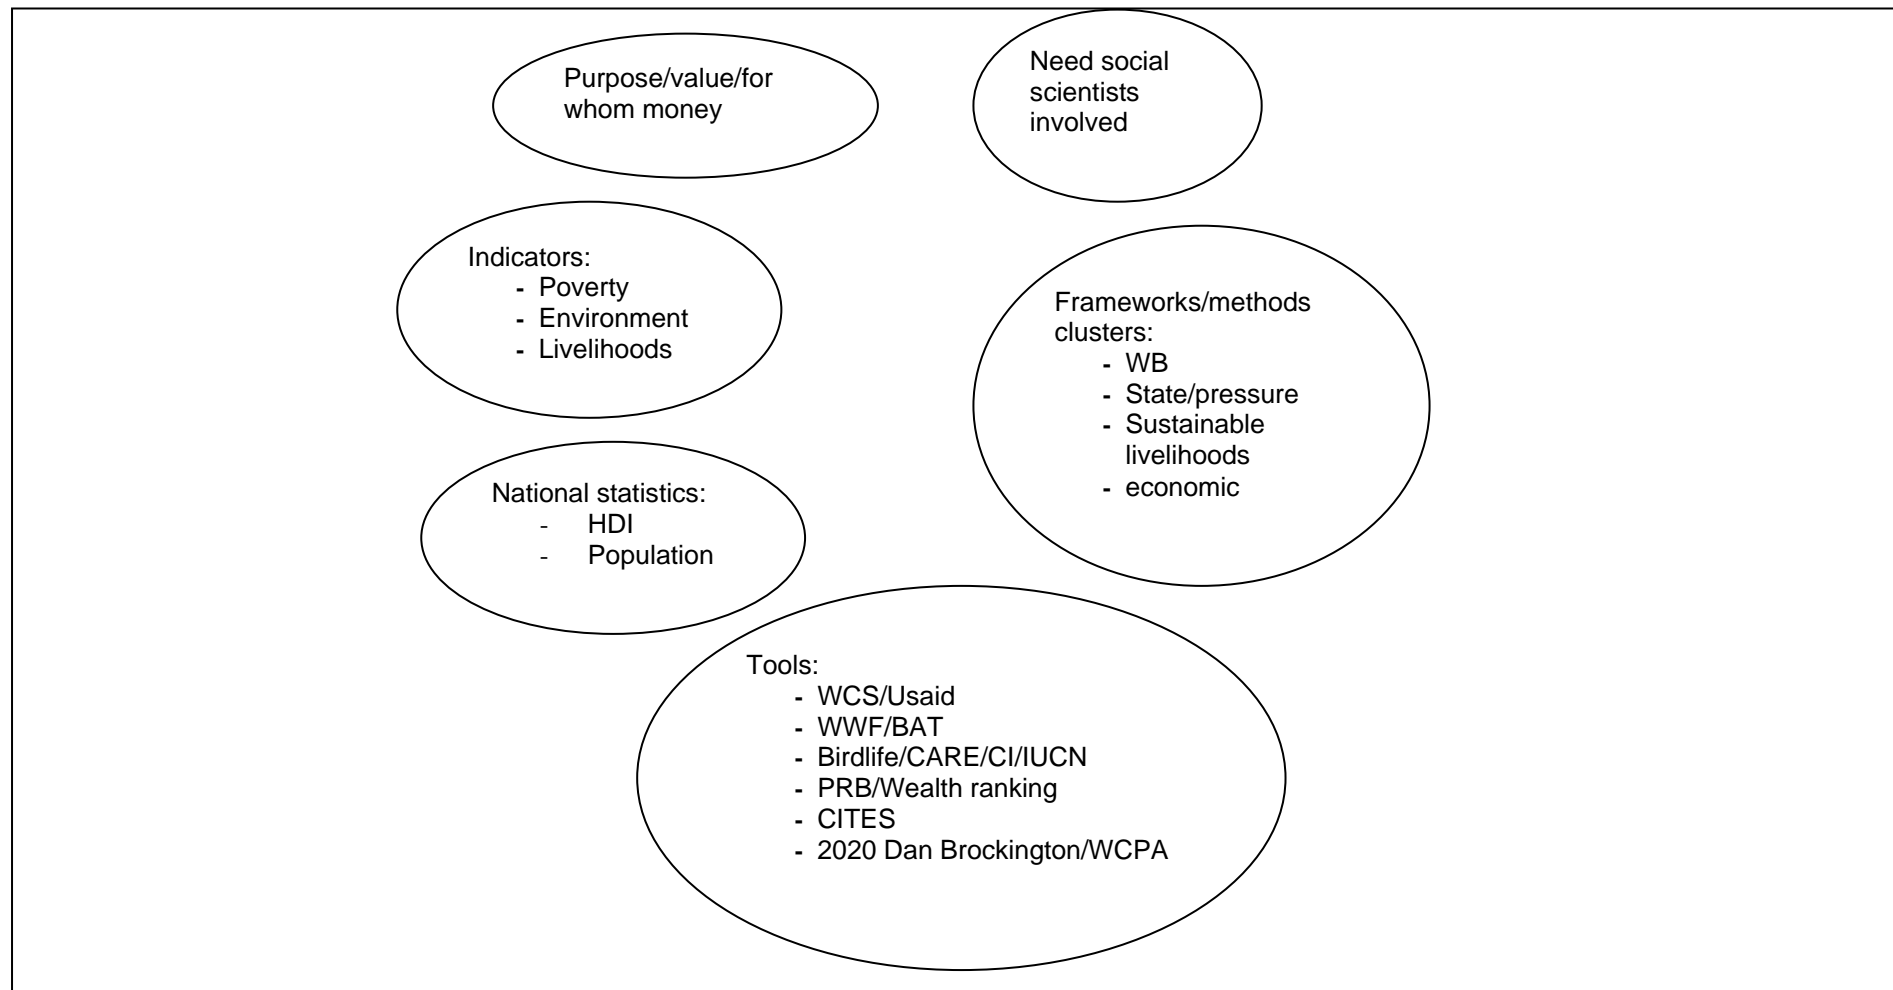 Purpose/value/for
whom money
Need social
scientists
involved
Indicators:
- Poverty
- Environment
- Livelihoods
Frameworks/methods
clusters:
- WB
- State/pressure
- Sustainable
livelihoods
- economic
National statistics:
- HDI
- Population
Tools:
- WCS/Usaid
- WWF/BAT
- Birdlife/CARE/CI/IUCN
- PRB/Wealth ranking
- CITES
- 2020 Dan Brockington/WCPA